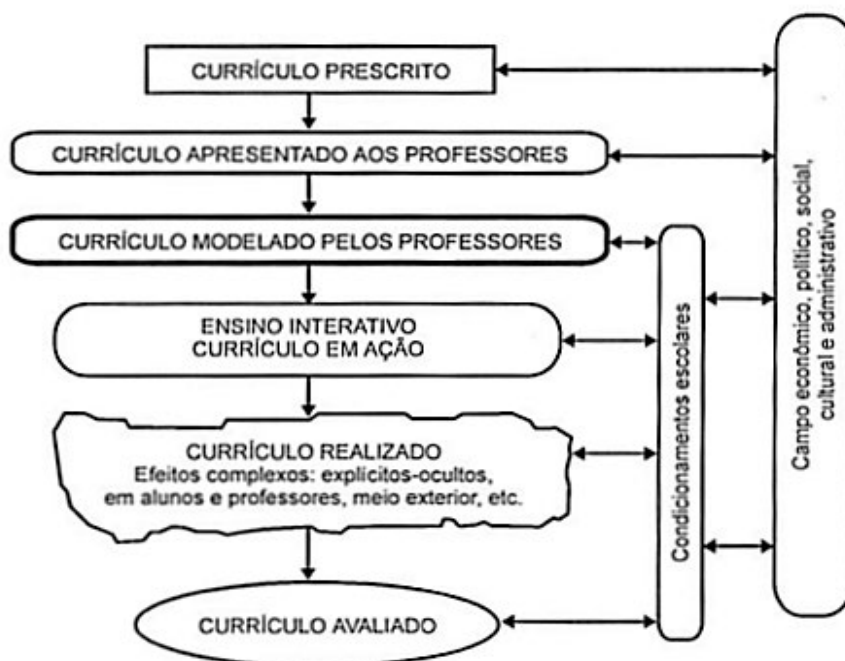 CURRÍCULO PRESCRITO
CURRÍCULO APRESENTADO AOS PROFESSORES
CURRÍCULO MODELADO PELOS PROFESSORES
ENSINO INTERATIVO
CURRÍCULO EM AÇÃO
CURRÍCULO REALIZADO
Efeitos complexos: explícitos-ocultos,
em alunos e professores, meio exterior, etc.
CURRÍCULO AVALIADO
Condicionamentos escolares
Campo econômico, político, social,
cultural e administrativo